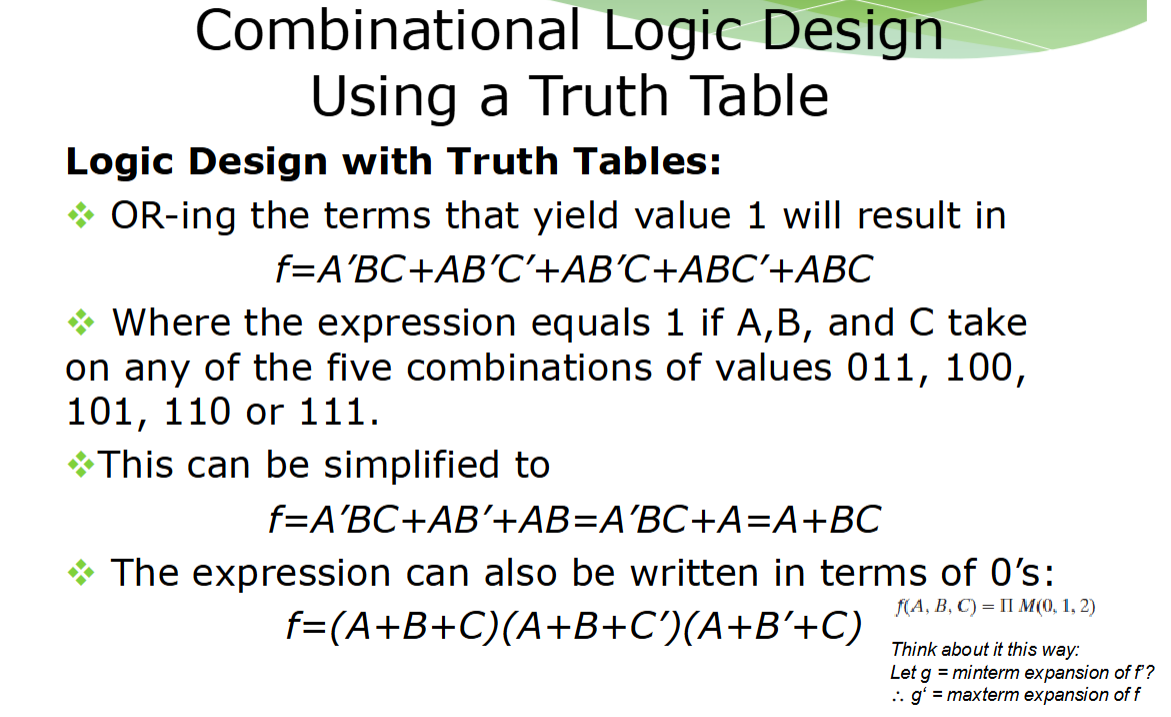 Combinational Logic Design
Using a Truth Table
Logic Design with Truth Tables:
❖ OR-ing the terms that yield value 1 will result in
f=A′BC+AB′C′+AB′C+ABC′+ABC
❖ Where the expression equals 1 if A,B, and C take
on any of the five combinations of values 011, 100,
101, 110 or 111.
❖This can be simplified to
f=A′BC+AB′+AB=A′BC+A=A+BC
❖ The expression can also be written in terms of 0’s:
f=(A+B+C)(A+B+C′)(A+B′+C)
f(A, B, C) = Π M(0, 1, 2)
Think about it this way:
Let g = minterm expansion of f'?
∴ g‘ = maxterm expansion of f